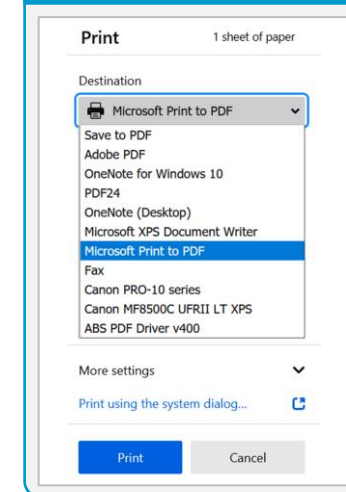 Print 1 sheet of paper
Destination
Microsoft Print to PDF
Save to PDF
Adobe PDF
OneNote for Windows 10
PDF24
OneNote (Desktop)
Microsoft XPS Document Writer
Microsoft Print to PDF
Fax
Canon PRO-10 series
Canon MF8500C UFRII LT XPS
ABS PDF Driver v400
More settings
Print using the system dialog...
Print Cancel